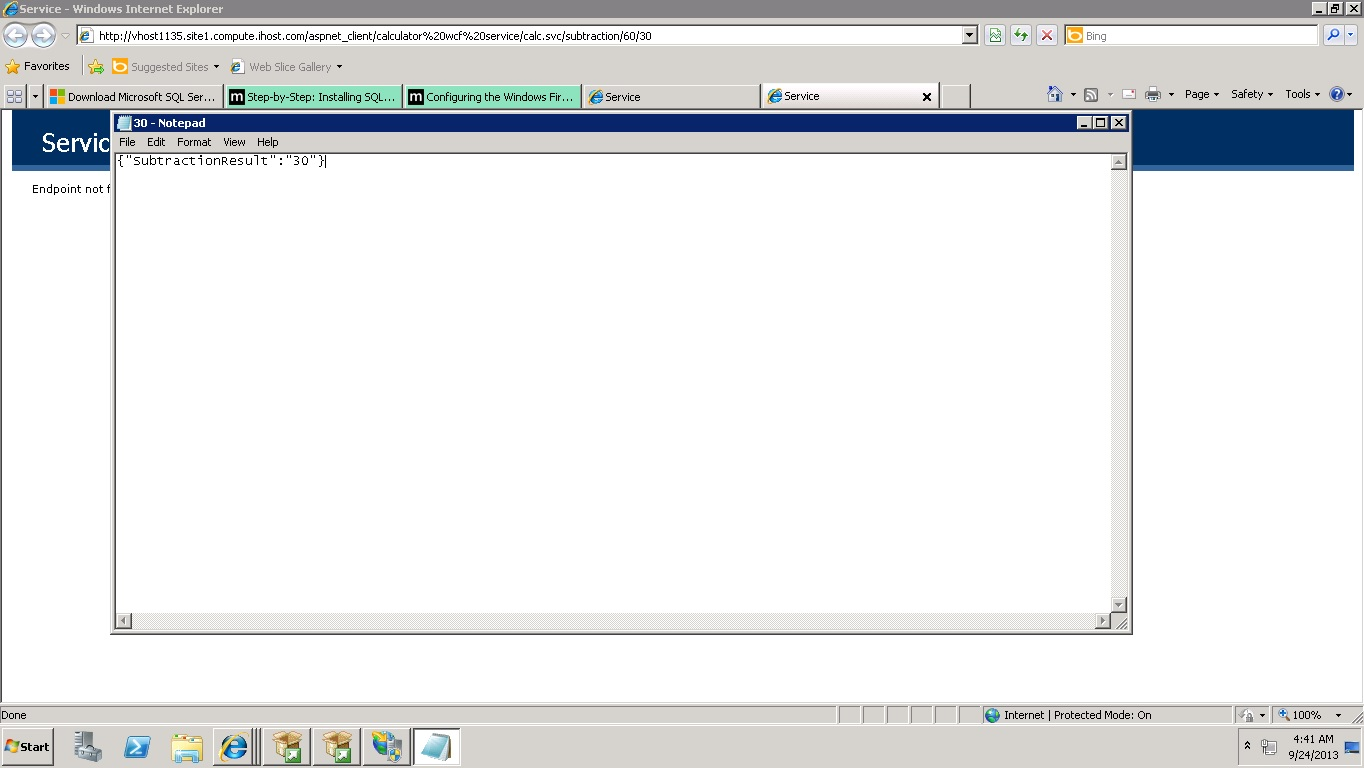 Service - Windows Internet Explorer
http://vhost1135.site1.compute.ihost.com/aspnet_client/calculator%20wcf%20service/calc.svc/subtraction/60/30
Bing
Favorites
Suggested Sites
Web Slice Gallery
Download Microsoft SQL Ser...
Step-by-Step: Installing SQL...
Configuring the Windows Fir...
Service
Service
Page
Safety
Tools
Servic
30 - Notepad
File Edit Format View Help
{"SubtractionResult":"30"}
Endpoint not f
Done
Internet | Protected Mode: On
100%
Start
4:41 AM
9/24/2013